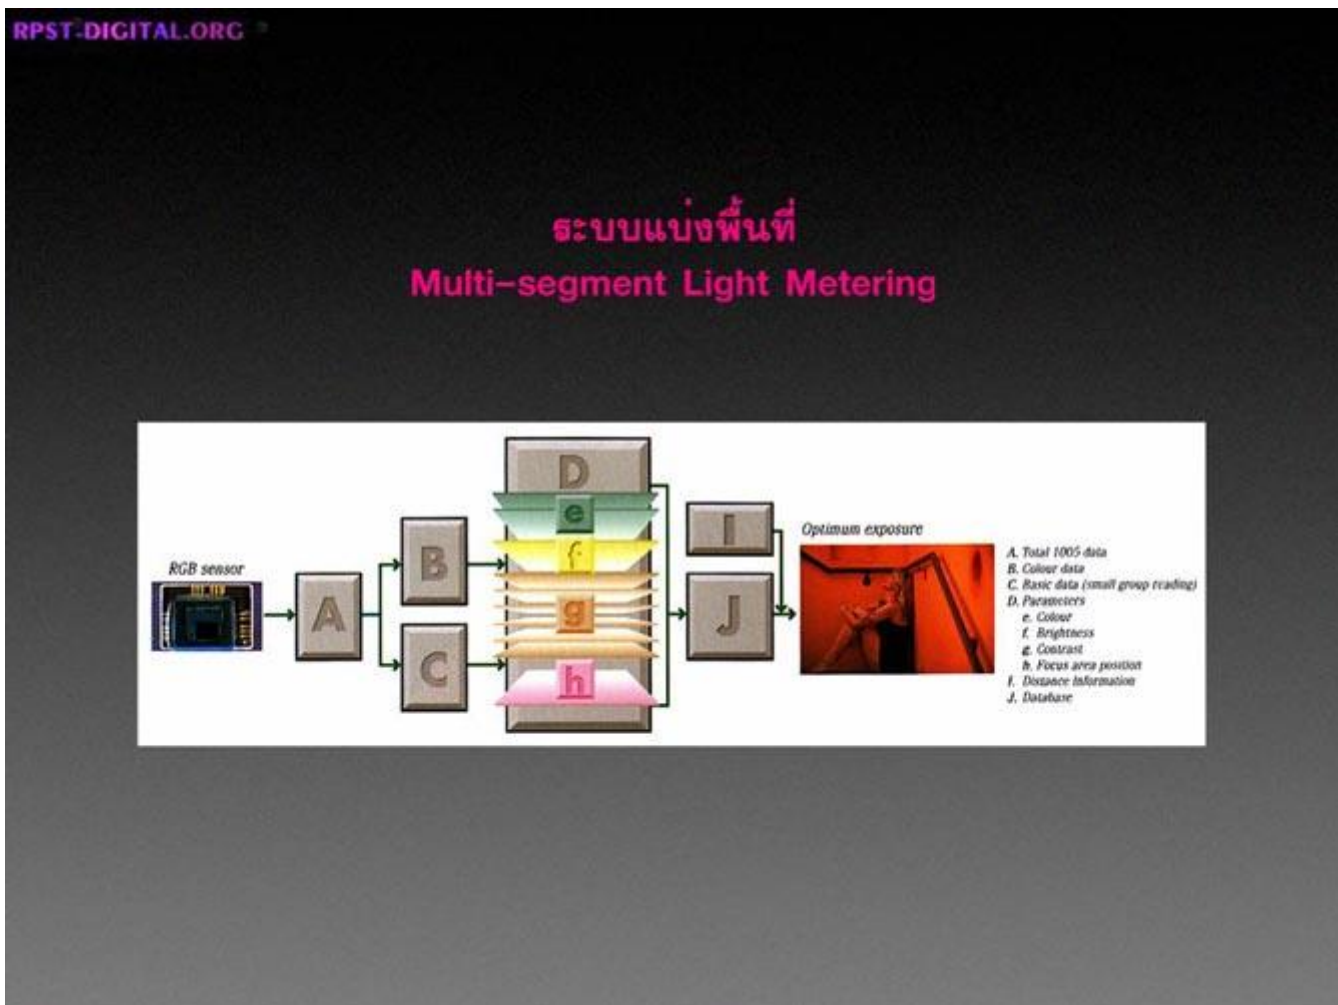 RPST-DIGITAL.ORG
ระบบแบ่งพื้นที่
Multi-segment Light Metering
RGB sensor
A
B
C
D
e
f
g
h
I
J
Optimum exposure
A. Total 1005 data
B. Colour data
C. Basic data (small group reading)
D. Parameters
e. Colour
f. Brightness
g. Contrast
h. Focus area position
I. Distance Information
J. Database